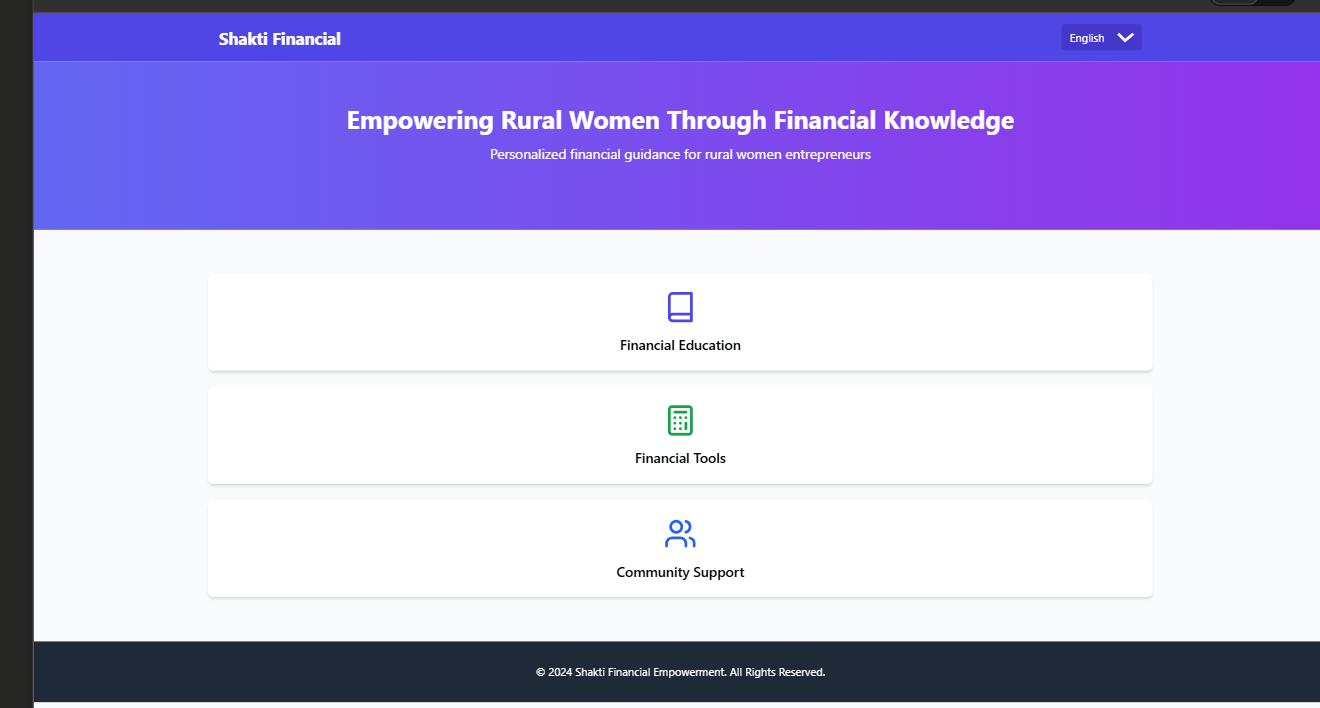 Shakti Financial
English
Empowering Rural Women Through Financial Knowledge
Personalized financial guidance for rural women entrepreneurs
Financial Education
Financial Tools
Community Support
© 2024 Shakti Financial Empowerment. All Rights Reserved.